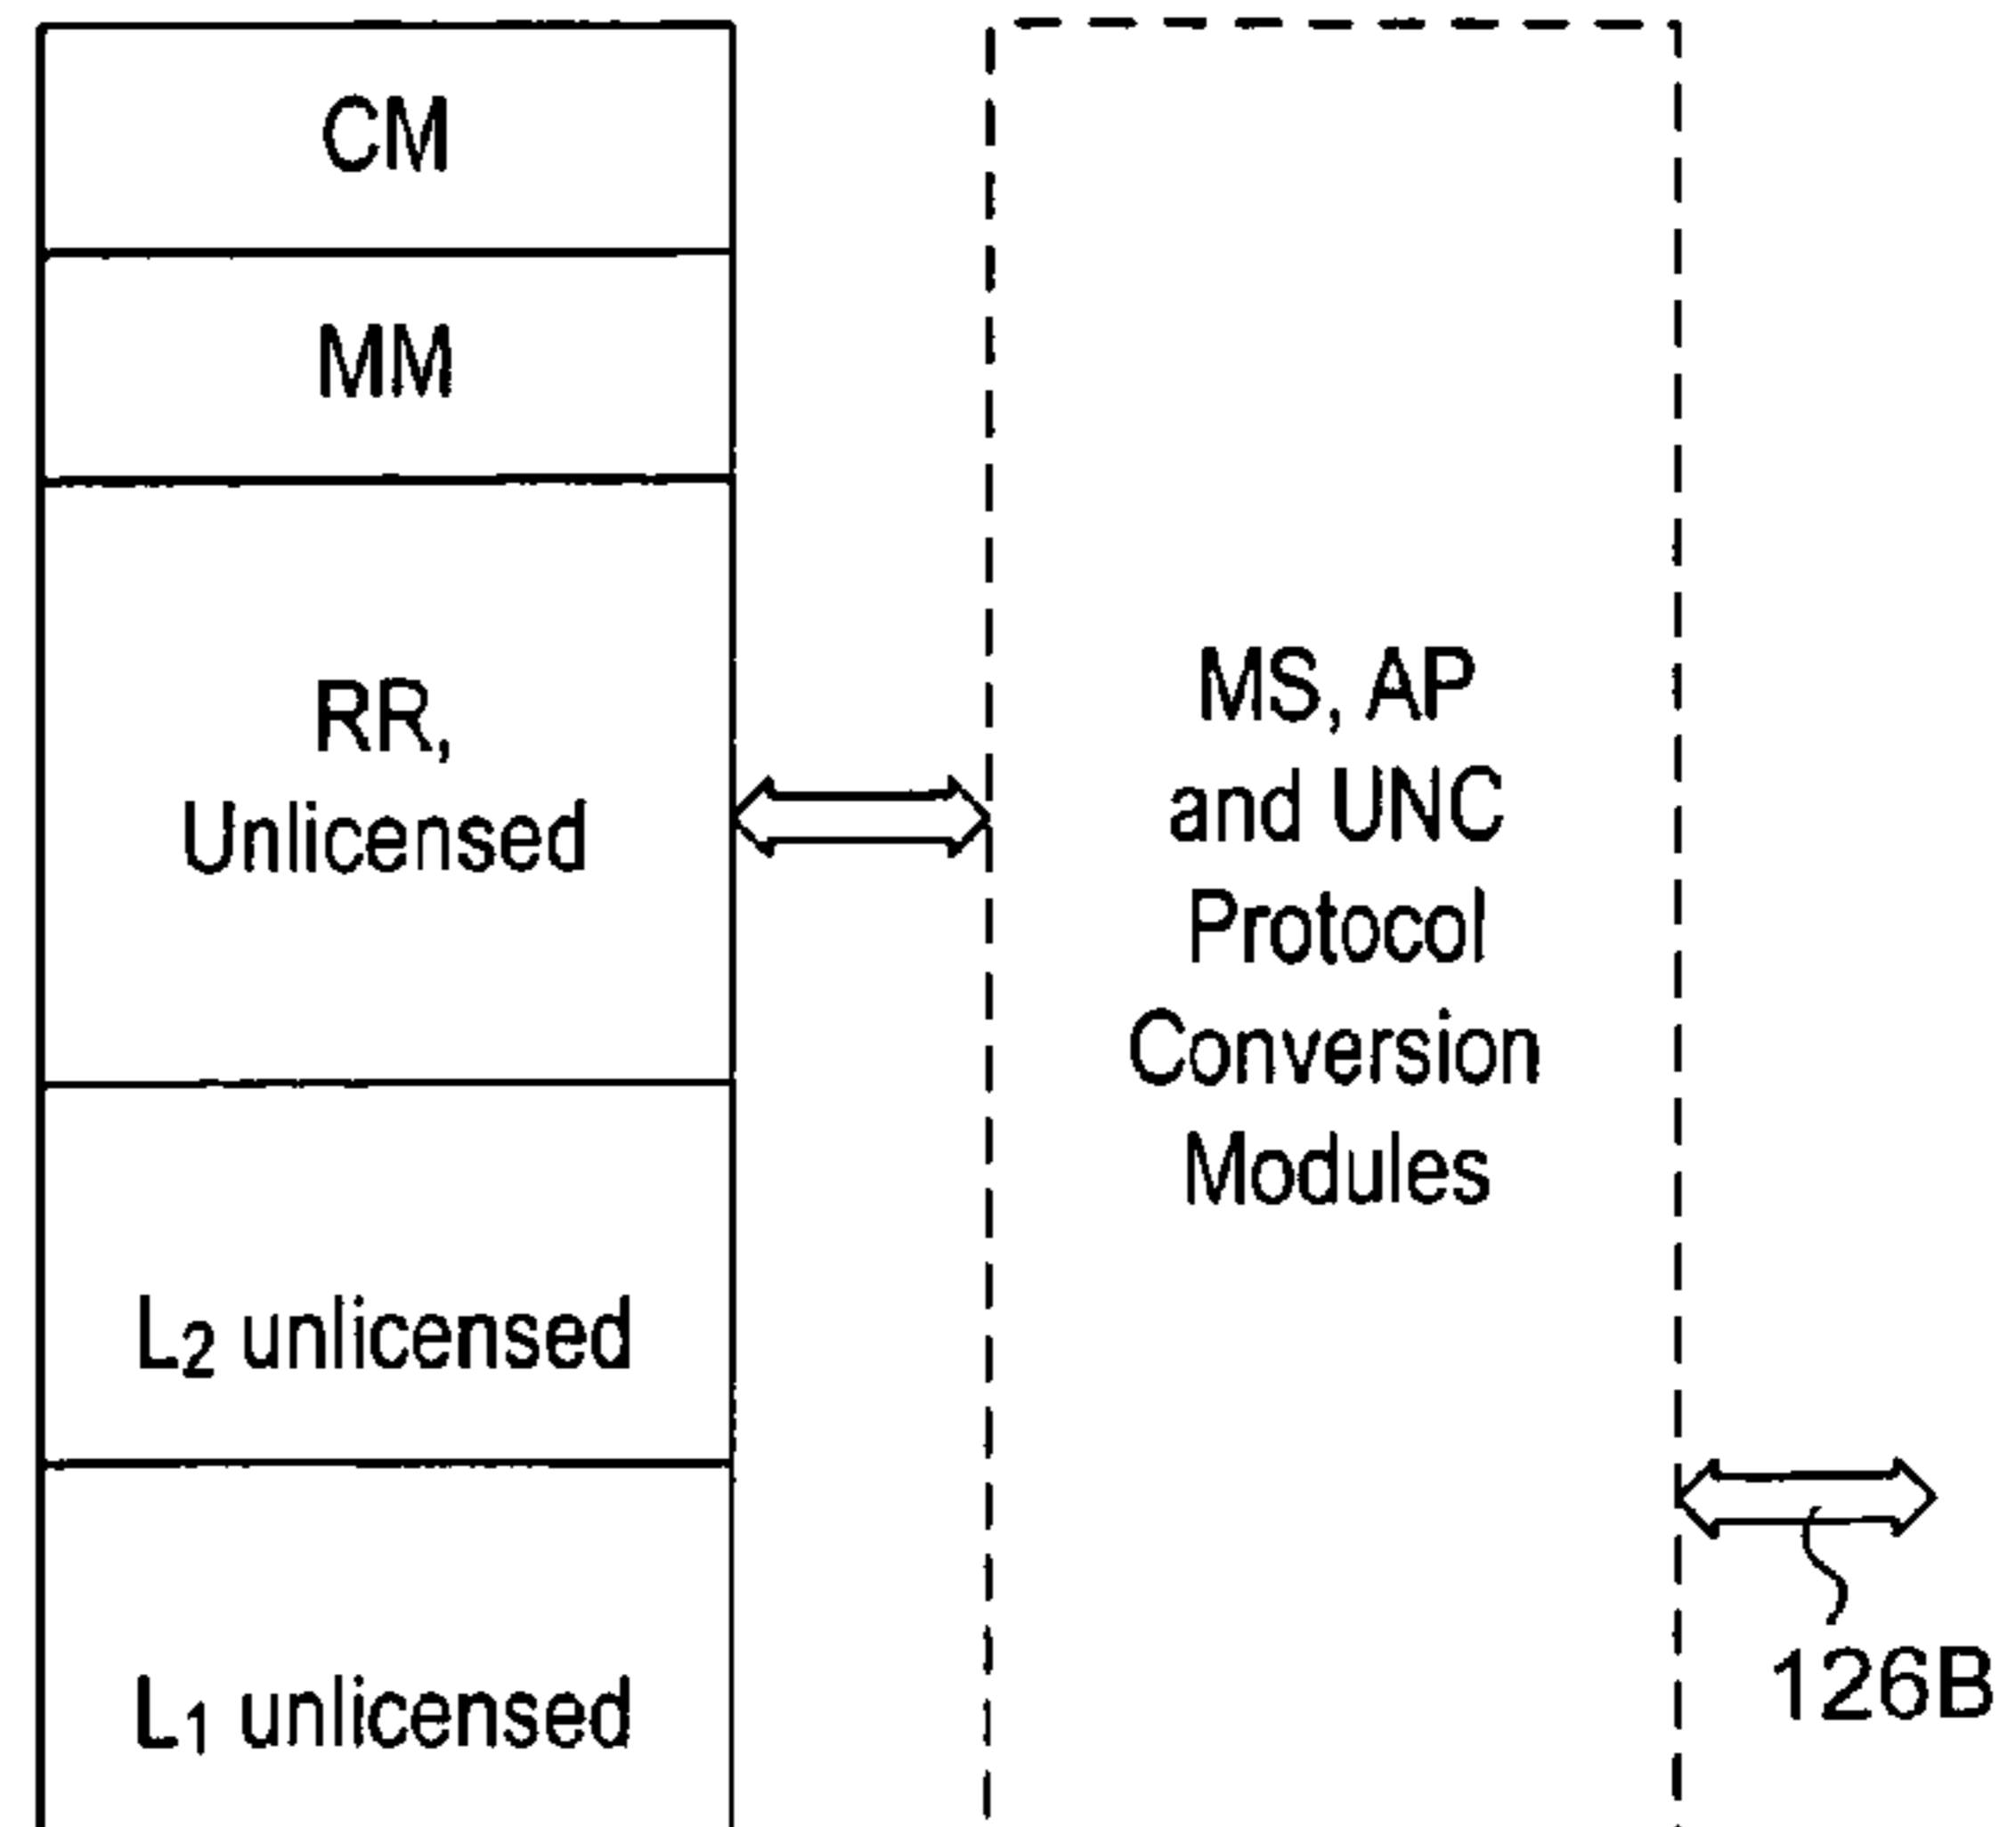 CM
MM
RR,
Unlicensed
L2 unlicensed
L1 unlicensed
MS, AP
and UNC
Protocol
Conversion
Modules
126B